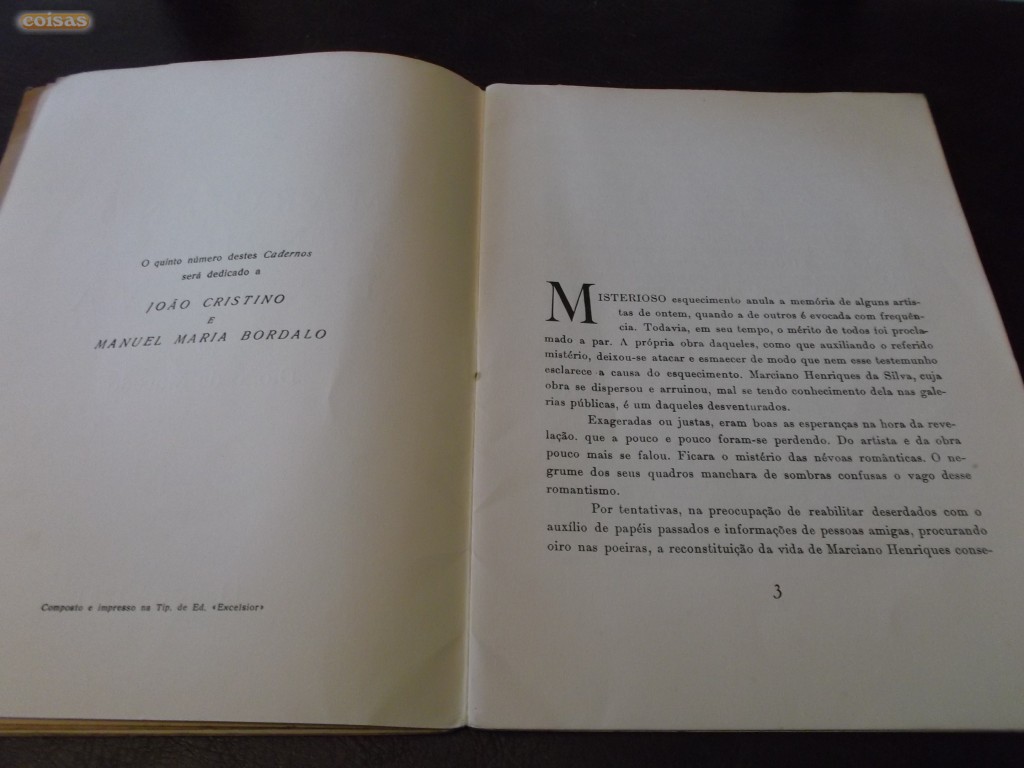 coisas
O quinto número destes Cadernos
será dedicado a
JOÃO CRISTINO
E
MANUEL MARIA BORDALO
Composto e impresso na Tip. de Ed. «Excelsior»
MISTERIOSO esquecimento anula a memória de alguns artis-
tas de ontem, quando a de outros é evocada com frequên-
cia. Todavia, em seu tempo, o mérito de todos foi procla-
mado a par. A própria obra daqueles, como que auxiliando o referido
mistério, deixou-se atacar e esmaecer de modo que nem esse testemunho
esclarece a causa do esquecimento. Marciano Henriques da Silva, cuja
obra se dispersou e arruinou, mal se tendo conhecimento dela nas gale-
rias públicas, é um daqueles desventurados.
Exageradas ou justas, eram boas as esperanças na hora da reve-
lação. que a pouco e pouco foram-se perdendo. Do artista e da obra
pouco mais se falou. Ficara o mistério das névoas românticas. O ne-
grume dos seus quadros manchara de sombras confusas o vago desse
romantismo.
Por tentativas, na preocupação de reabilitar deserdados com o
auxílio de papéis passados e informações de pessoas amigas, procurando
oiro nas poeiras, a reconstituição da vida de Marciano Henriques conse-
3